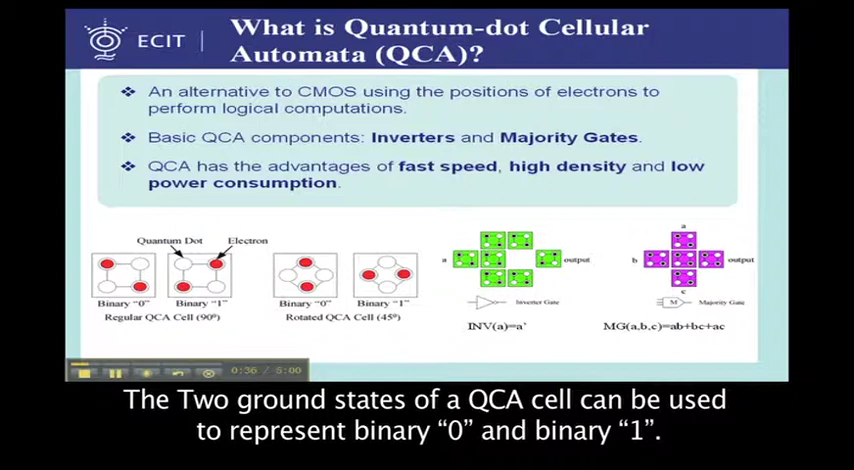 ECIT
What is Quantum-dot Cellular
Automata (QCA)?
❖ An alternative to CMOS using the positions of electrons to
perform logical computations.
❖ Basic QCA components: Inverters and Majority Gates.
❖ QCA has the advantages of fast speed, high density and low
power consumption.
Quantum Dot Electron
Binary “0” Binary “1”
Regular QCA Cell (90⁰)
Binary “0” Binary “1”
Rotated QCA Cell (45⁰)
a output
Inverter Gate
INV(a)=a’
a
b output
c
M Majority Gate
MG(a,b,c)=ab+bc+ac
0:36 / 5:00
The Two ground states of a QCA cell can be used
to represent binary “0” and binary “1”.